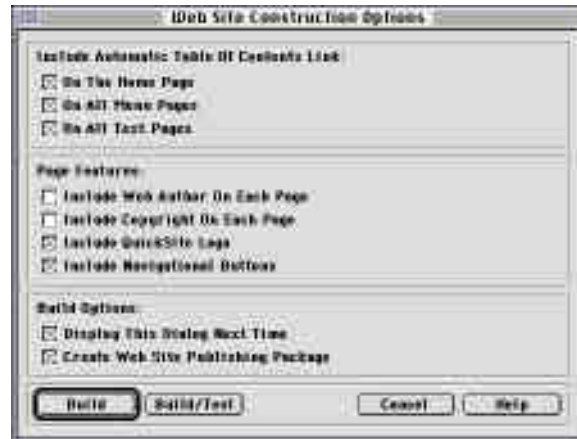 Web Site Construction Options
Include Automatic Table Of Contents Link:
On The Home Page
On All Menu Pages
On All Text Pages
Page Features:
Include Web Author On Each Page
Include Copyright On Each Page
Include QuickSite Logo
Include Navigational Buttons
Build Options:
Display This Dialog Next Time
Create Web Site Publishing Package
Build
Build/Test
Cancel
Help